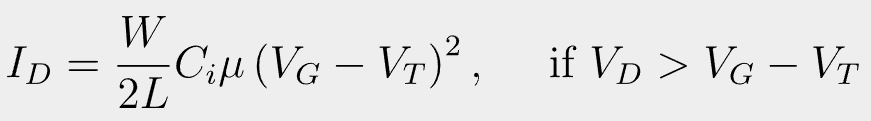 I_D = \frac{W}{2L} C_i \mu (V_G - V_T)^2 , if V_D > V_G - V_T